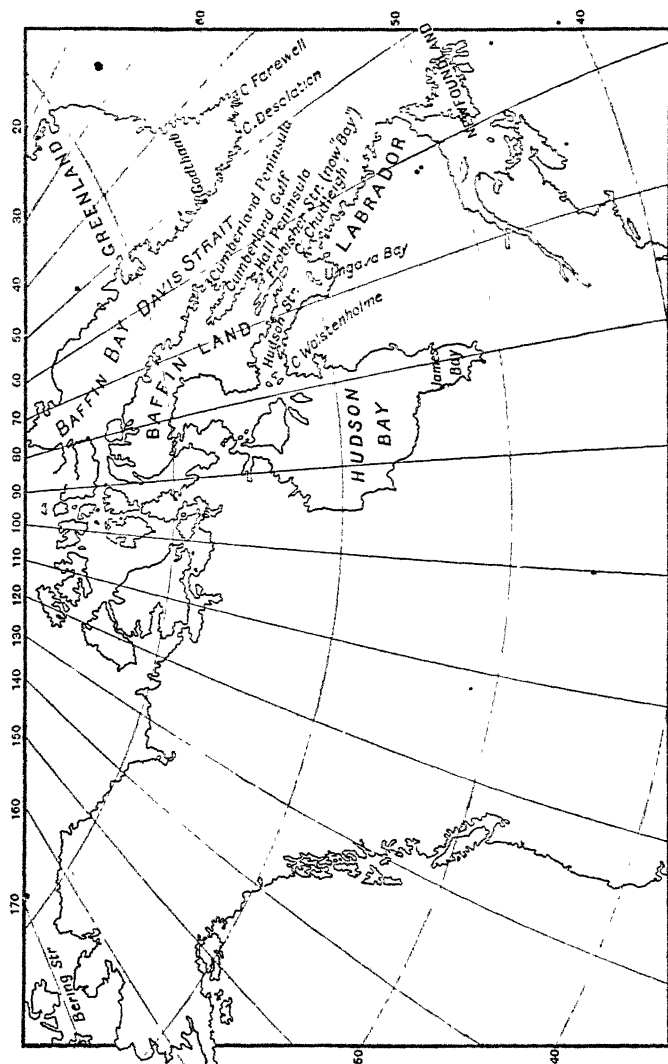 60
50
40
20
30
40
50
60
70
80
90
100
110
120
130
140
150
160
170
60
40
GREENLAND
Godthaab
C Farewell
C. Desolation
BAFFIN BAY
DAVIS STRAIT
Cumberland Peninsula
Cumberland Gulf
Hall Peninsula
Frobisher Str. (now "Bay")
C. Chudleigh
BAFFIN LAND
Hudson Str.
Ungava Bay
C Wolstenholme
LABRADOR
NEWFOUNDLAND
HUDSON
BAY
James
Bay
Bering Str